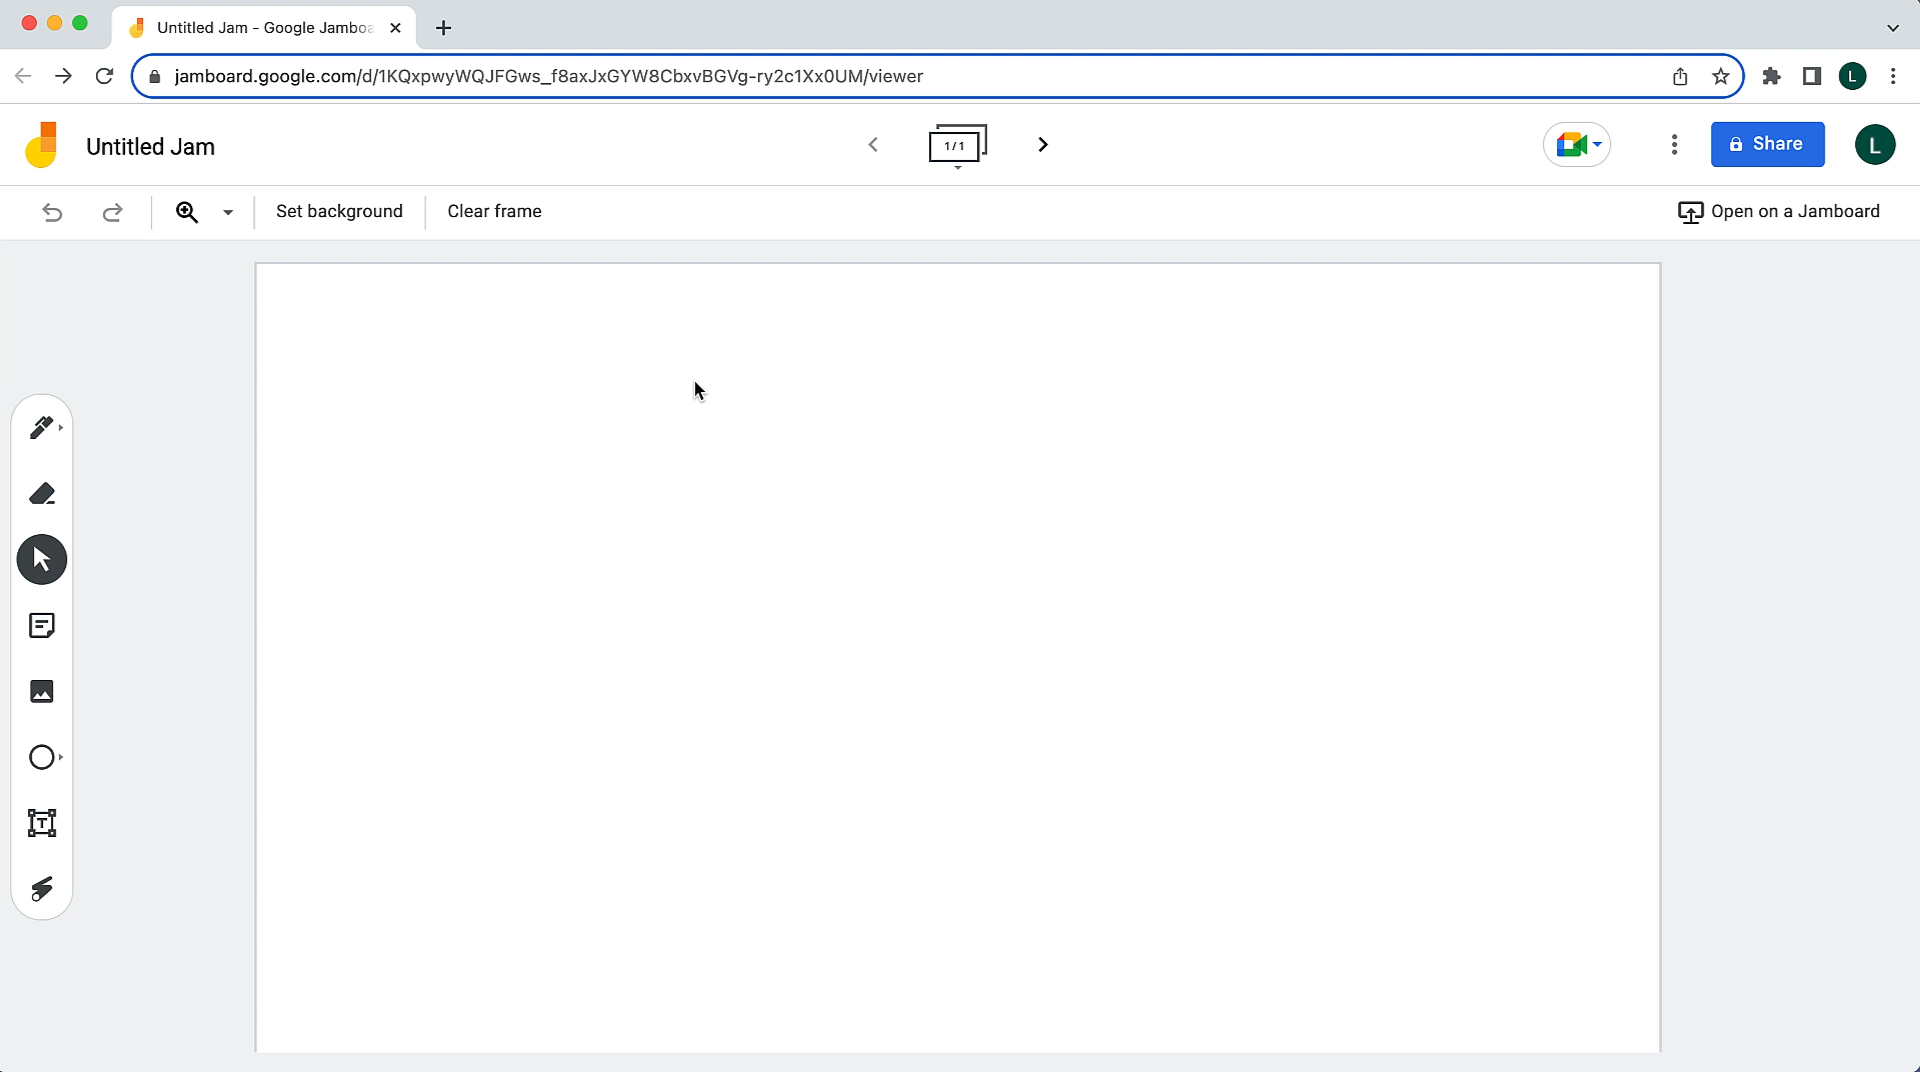 Untitled Jam - Google Jamboa
jamboard.google.com/d/1KQxpwyWQJFGws_f8axJxGYW8CbxvBGVg-ry2c1Xx0UM/viewer
L
Untitled Jam
1/1
Share
L
Set background
Clear frame
Open on a Jamboard
T